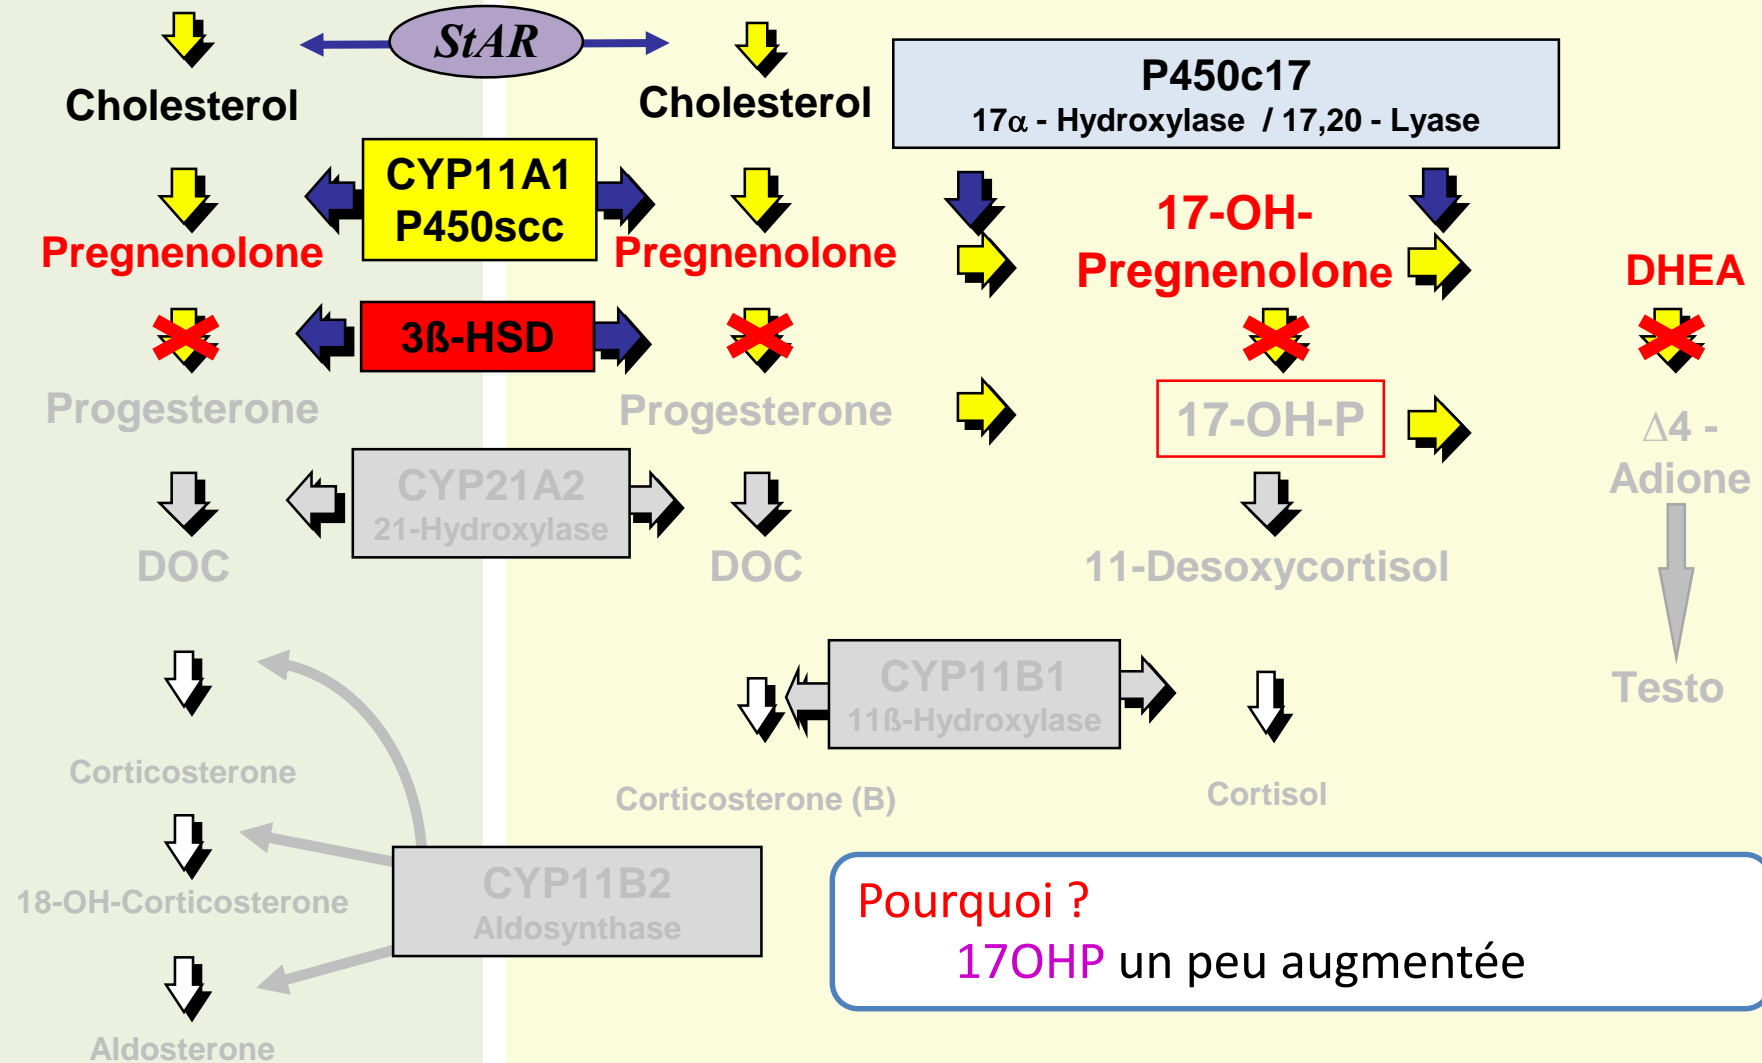 StAR
Cholesterol
Cholesterol
P450c17
17α - Hydroxylase / 17,20 - Lyase
CYP11A1
P450scc
Pregnenolone
Pregnenolone
17-OH-
Pregnenolone
DHEA
3ß-HSD
Progesterone
Progesterone
17-OH-P
Δ4 -
Adione
CYP21A2
21-Hydroxylase
DOC
DOC
11-Desoxycortisol
CYP11B1
11ß-Hydroxylase
Testo
Corticosterone
Corticosterone (B)
Cortisol
18-OH-Corticosterone
CYP11B2
Aldosynthase
Aldosterone
Pourquoi ?
17OHP un peu augmentée